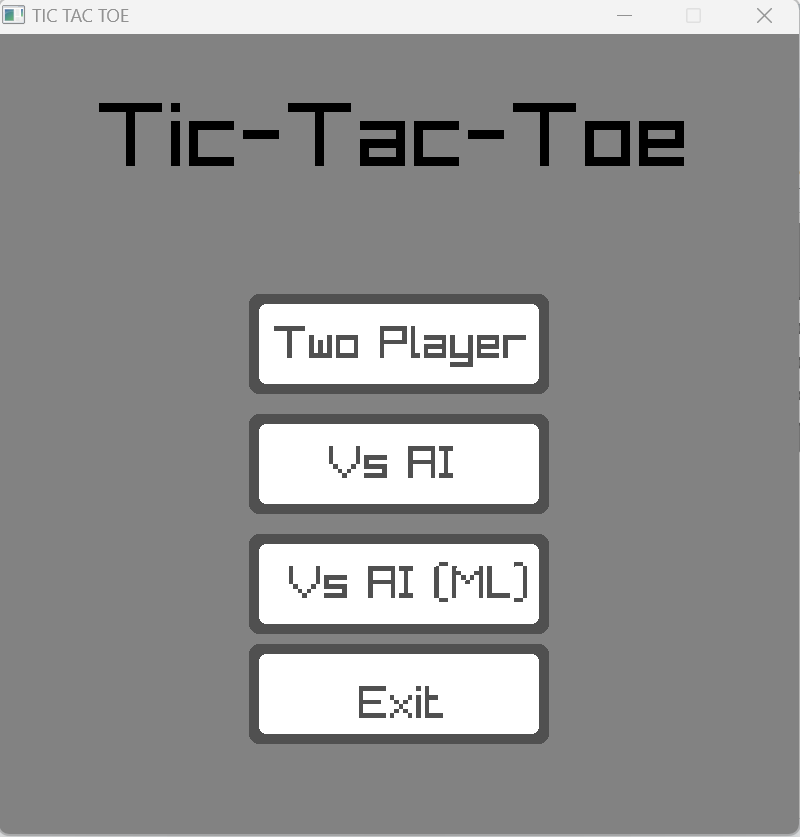 TIC TAC TOE
Tic-Tac-Toe
Two Player
Vs AI
Vs AI (ML)
Exit